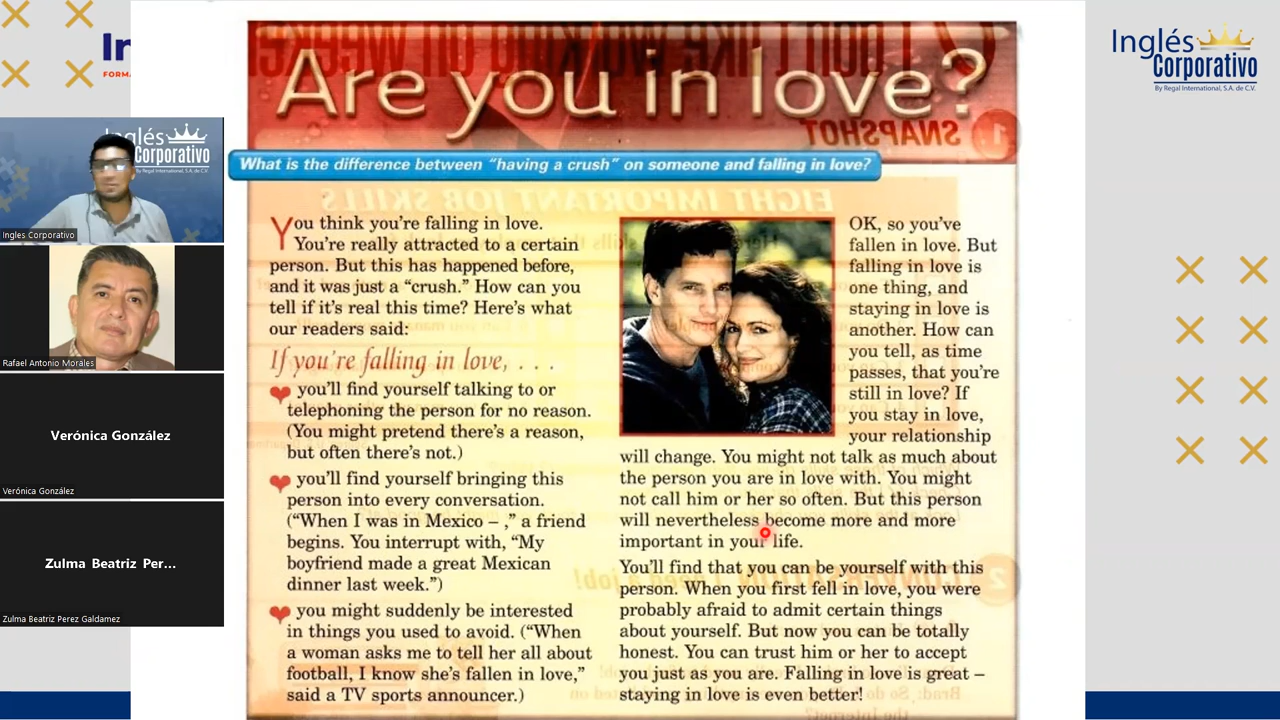 In
FORMA
Inglés
Corporativo
By Regal International, S.A. de C.V.
Inglés
Corporativo
By Regal International, S.A. de C.V.
Ingles Corporativo
Rafael Antonio Morales
Verónica González
Verónica González
Zulma Beatriz Per...
Zulma Beatriz Perez Galdamez
Are you in love?
SNAPSHOT
What is the difference between "having a crush" on someone and falling in love?
EIGHT IMPORTANT JOB SKILLS
You think you're falling in love.
You're really attracted to a certain
person. But this has happened before,
and it was just a "crush." How can you
tell if it's real this time? Here's what
our readers said:
If you're falling in love, . . .
you'll find yourself talking to or
telephoning the person for no reason.
(You might pretend there's a reason,
but often there's not.)
you'll find yourself bringing this
person into every conversation.
("When I was in Mexico – ," a friend
begins. You interrupt with, "My
boyfriend made a great Mexican
dinner last week.")
you might suddenly be interested
in things you used to avoid. ("When
a woman asks me to tell her all about
football, I know she's fallen in love,"
said a TV sports announcer.)
OK, so you've
fallen in love. But
falling in love is
one thing, and
staying in love is
another. How can
you tell, as time
passes, that you're
still in love? If
you stay in love,
your relationship
will change. You might not talk as much about
the person you are in love with. You might
not call him or her so often. But this person
will nevertheless become more and more
important in your life.
You'll find that you can be yourself with this
person. When you first fell in love, you were
probably afraid to admit certain things
about yourself. But now you can be totally
honest. You can trust him or her to accept
you just as you are. Falling in love is great –
staying in love is even better!